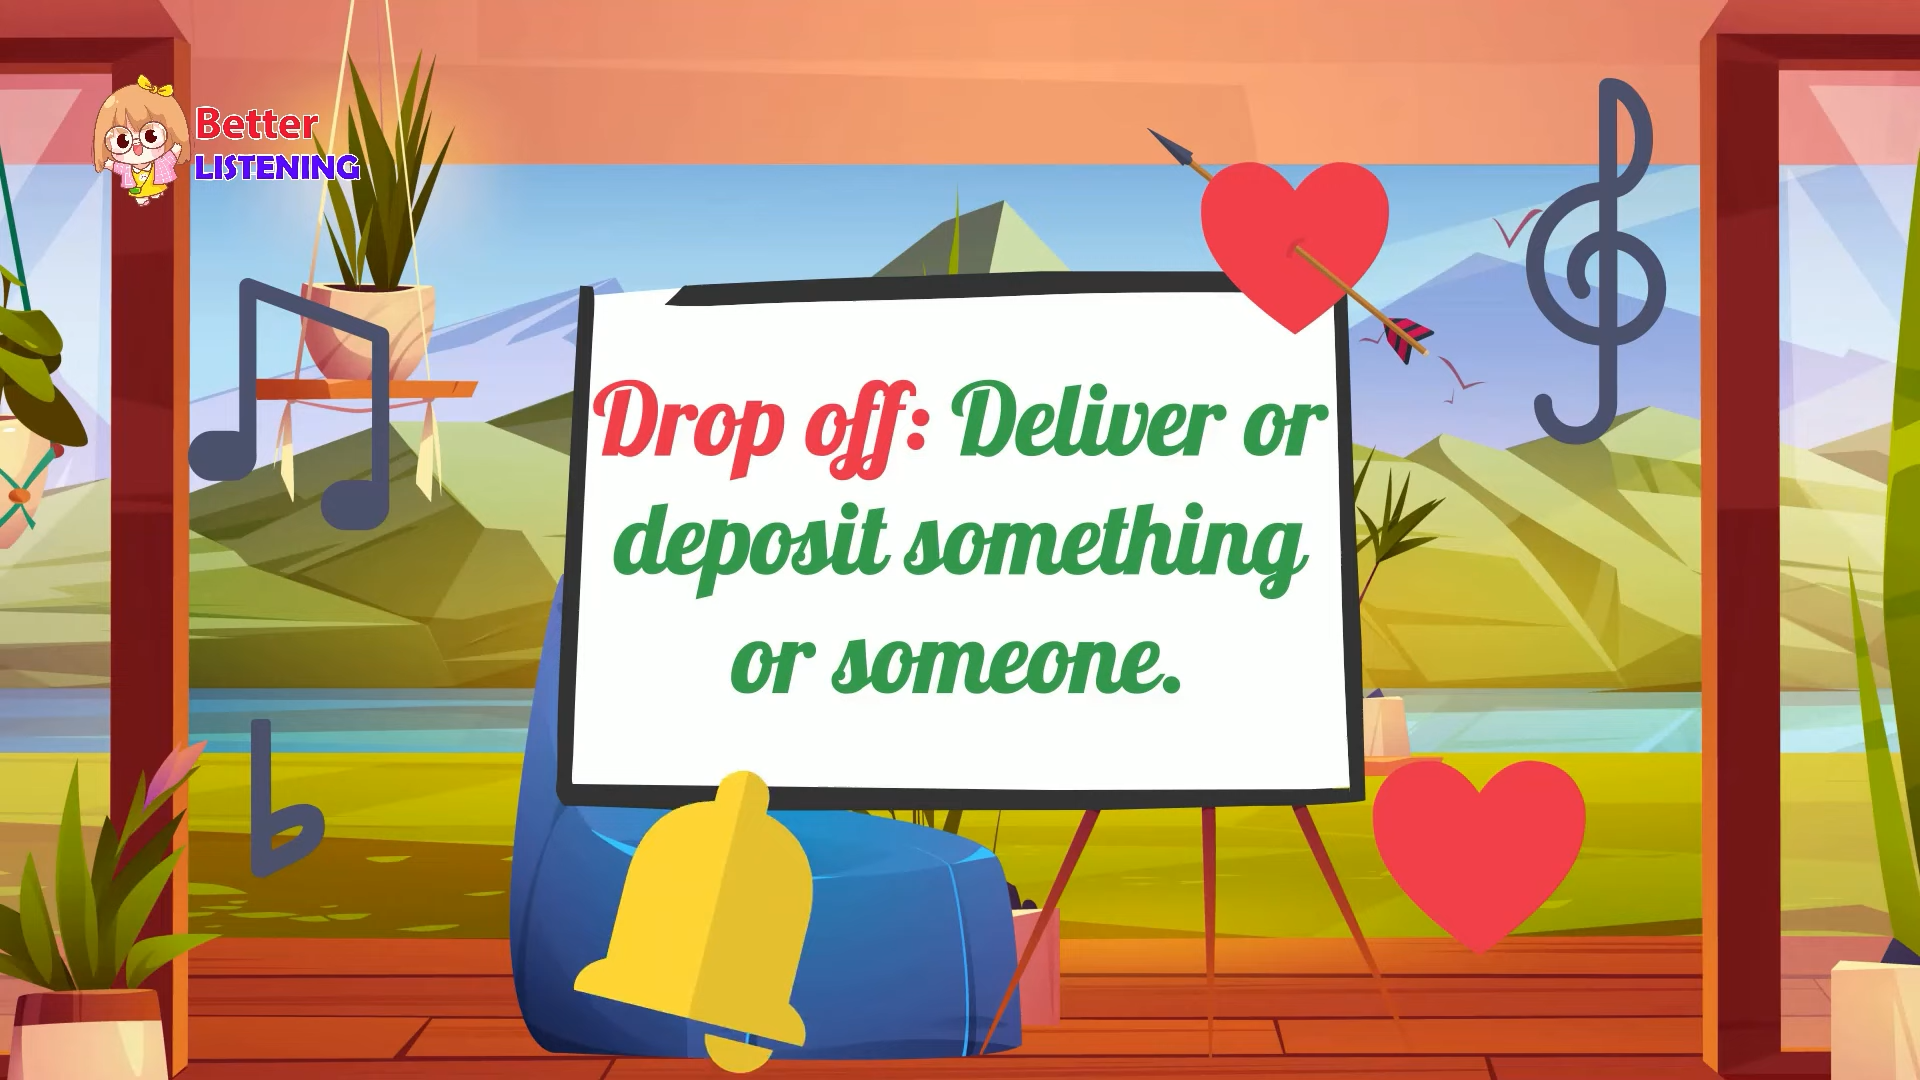 Better
LISTENING
Drop off: Deliver or
deposit something
or someone.